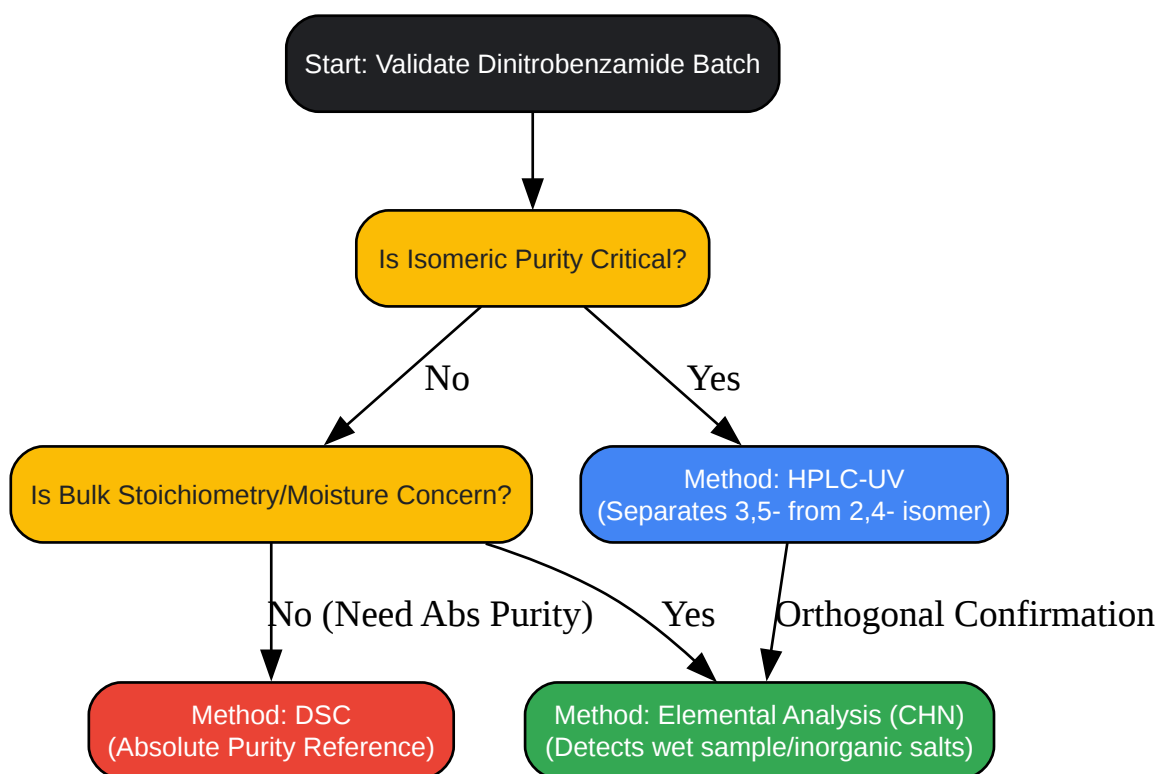 Start: Validate Dinitrobenzamide Batch
Is Isomeric Purity Critical?
No
Yes
Is Bulk Stoichiometry/Moisture Concern?
Method: HPLC-UV
(Separates 3,5- from 2,4- isomer)
No (Need Abs Purity)
Yes
Orthogonal Confirmation
Method: DSC
(Absolute Purity Reference)
Method: Elemental Analysis (CHN)
(Detects wet sample/inorganic salts)